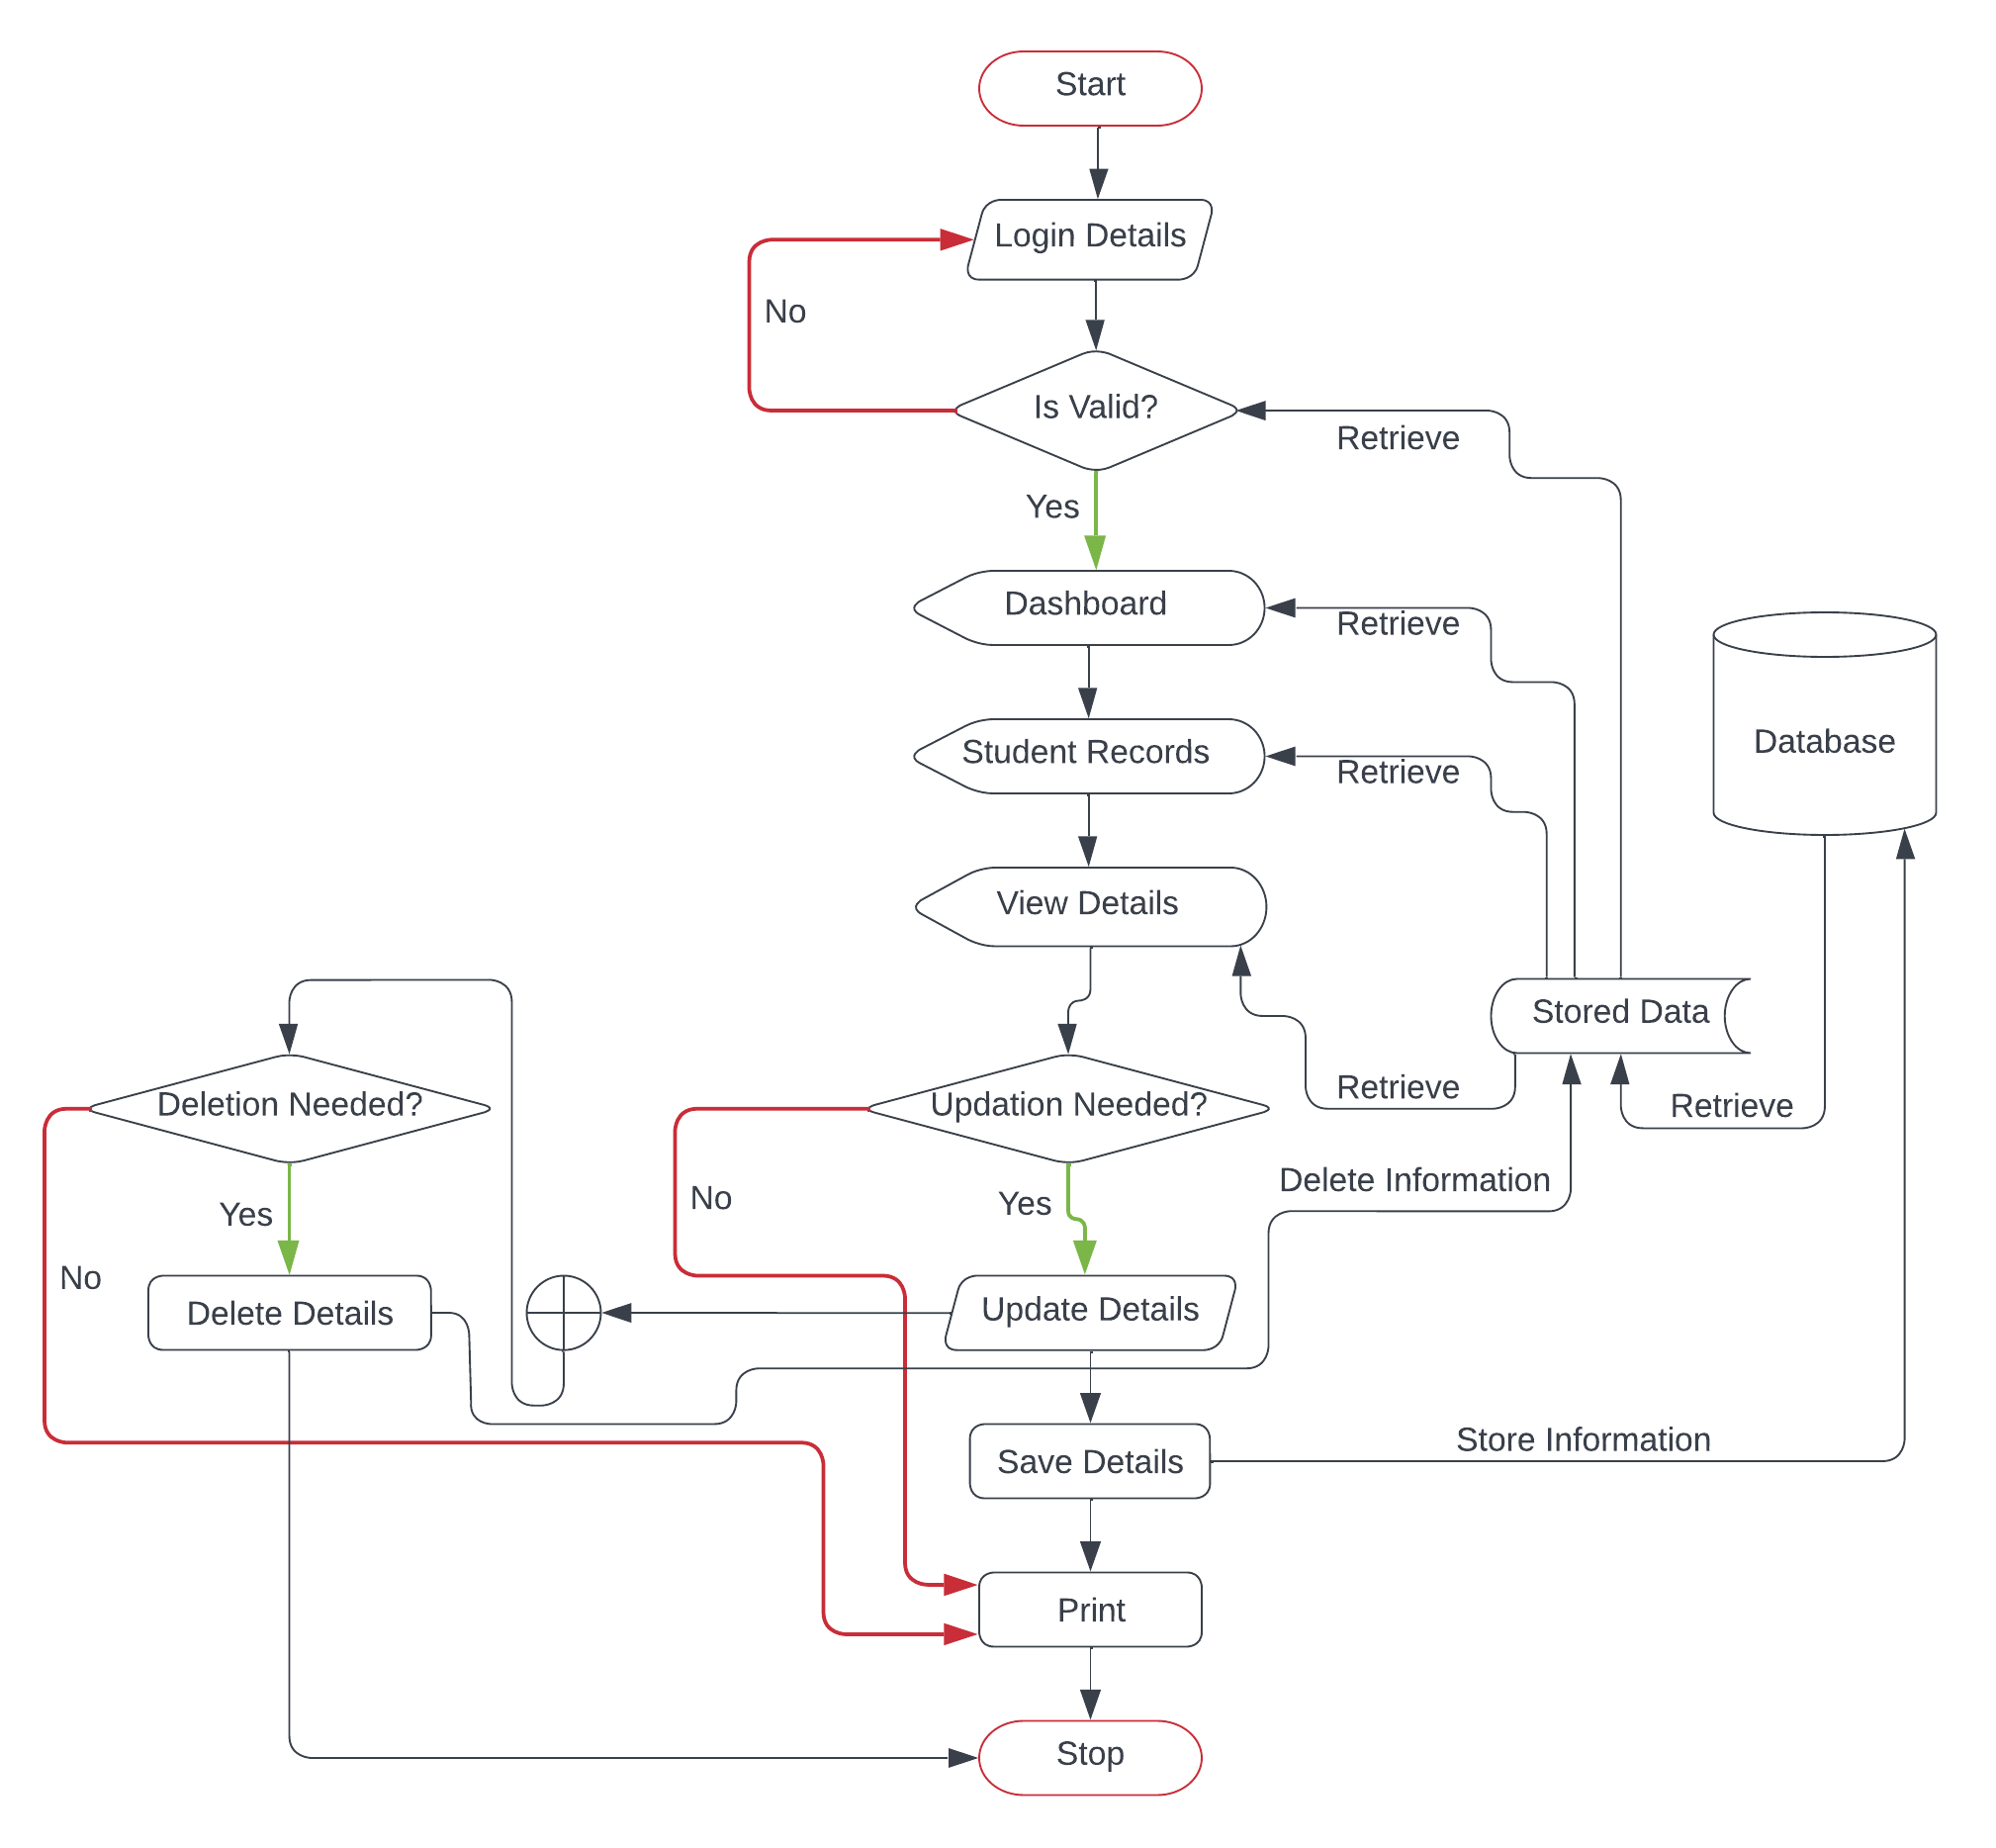 Start
Login Details
No
Is Valid?
Retrieve
Yes
Dashboard
Retrieve
Student Records
Retrieve
Database
View Details
Stored Data
Deletion Needed?
Updation Needed?
Retrieve
Retrieve
Delete Information
Yes
No
Yes
No
Delete Details
Update Details
Save Details
Store Information
Print
Stop